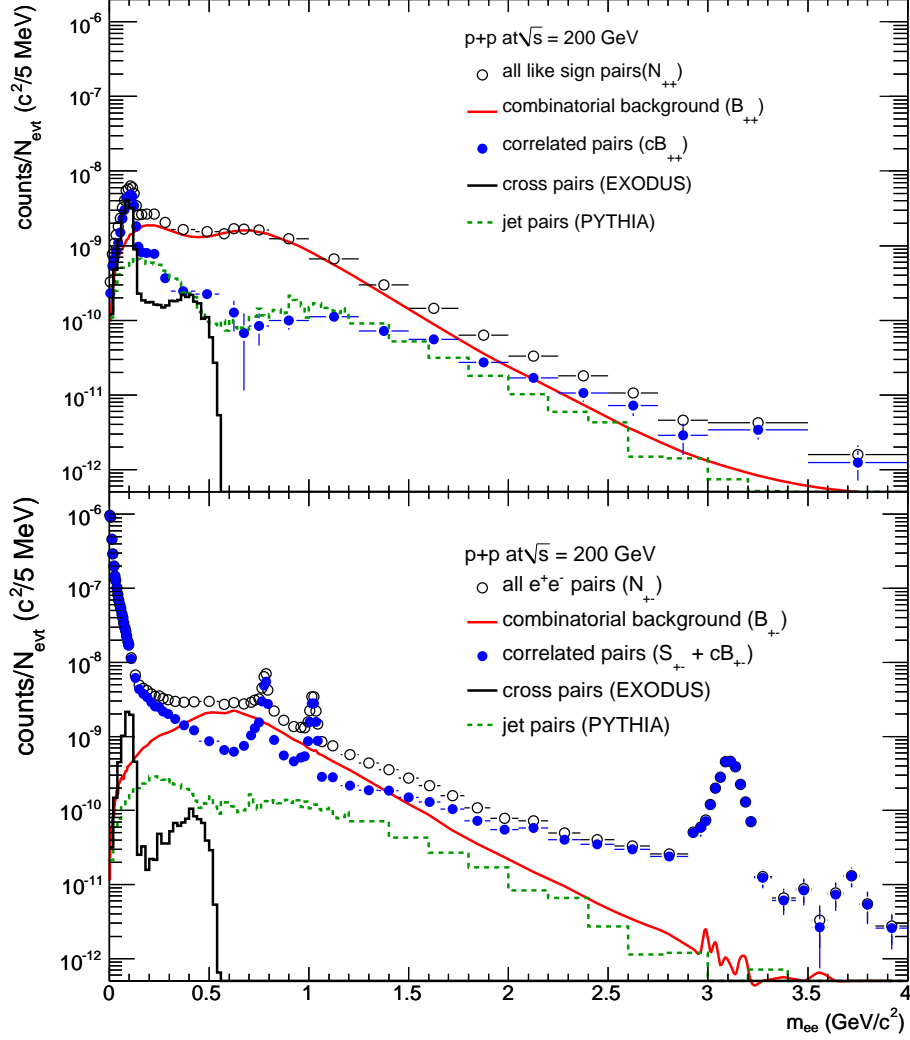 10⁻⁶
10⁻⁷
10⁻⁸
10⁻⁹
10⁻¹⁰
10⁻¹¹
10⁻¹²
counts/N_evt (c²/5 MeV)
p+p at √s = 200 GeV
all like sign pairs(N₊₊)
combinatorial background (B₊₊)
correlated pairs (cB₊₊)
cross pairs (EXODUS)
jet pairs (PYTHIA)
10⁻⁶
10⁻⁷
10⁻⁸
10⁻⁹
10⁻¹⁰
10⁻¹¹
10⁻¹²
counts/N_evt (c²/5 MeV)
p+p at √s = 200 GeV
all e⁺e⁻ pairs (N₊₋)
combinatorial background (B₊₋)
correlated pairs (S₊₋ + cB₊₋)
cross pairs (EXODUS)
jet pairs (PYTHIA)
0 0.5 1 1.5 2 2.5 3 3.5 4
m_ee (GeV/c²)